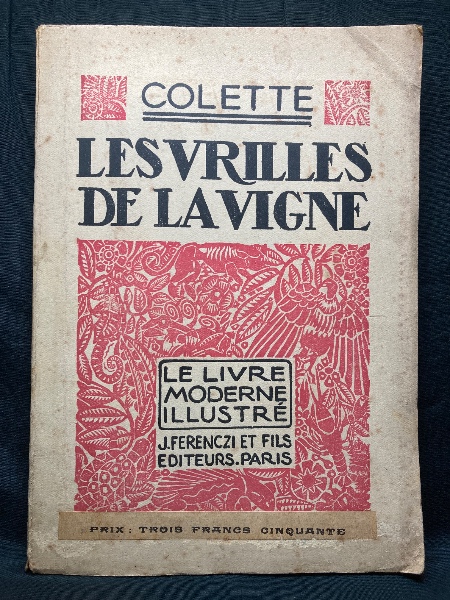 COLETTE
LES VRILLES
DE LA VIGNE
LE LIVRE
MODERNE
ILLUSTRÉ
J. FERENCZI ET FILS
EDITEURS. PARIS
PRIX : TROIS FRANCS CINQUANTE